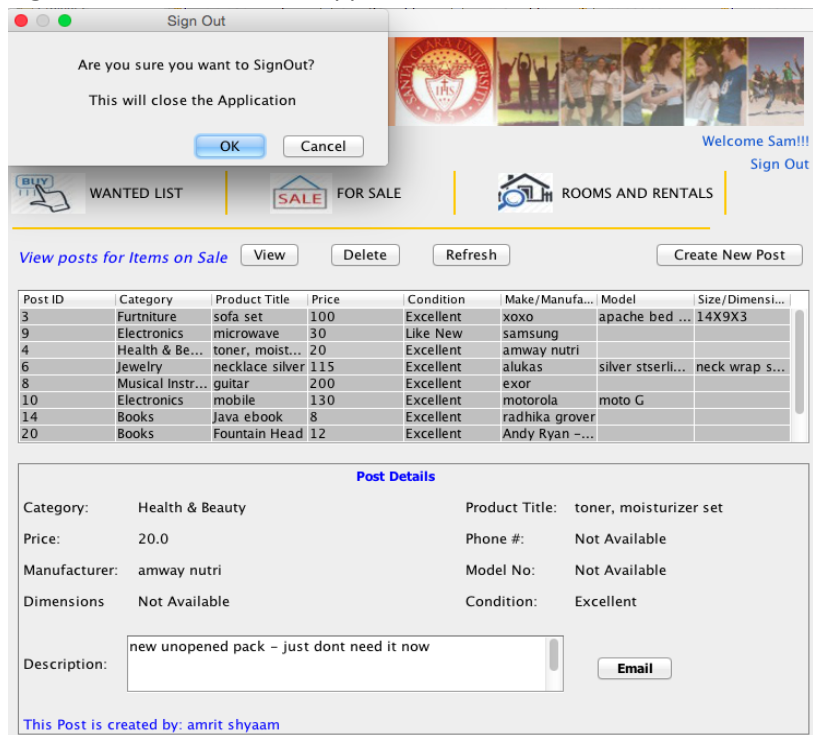 Sign Out
Are you sure you want to SignOut?
This will close the Application
OK Cancel
SANTA CLARA UNIVERSITY
IHS
1851
Welcome Sam!!!
Sign Out
BUY
WANTED LIST
SALE
FOR SALE
ROOMS AND RENTALS
View posts for Items on Sale View Delete Refresh Create New Post
Post ID Category Product Title Price Condition Make/Manufa... Model Size/Dimensi...
3 Furtniture sofa set 100 Excellent xoxo apache bed ... 14X9X3
9 Electronics microwave 30 Like New samsung
4 Health & Be... toner, moist... 20 Excellent amway nutri
6 Jewelry necklace silver 115 Excellent alukas silver stserli... neck wrap s...
8 Musical Instr... guitar 200 Excellent exor
10 Electronics mobile 130 Excellent motorola moto G
14 Books Java ebook 8 Excellent radhika grover
20 Books Fountain Head 12 Excellent Andy Ryan –...
Post Details
Category: Health & Beauty Product Title: toner, moisturizer set
Price: 20.0 Phone #: Not Available
Manufacturer: amway nutri Model No: Not Available
Dimensions Not Available Condition: Excellent
Description: new unopened pack – just dont need it now
Email
This Post is created by: amrit shyaam